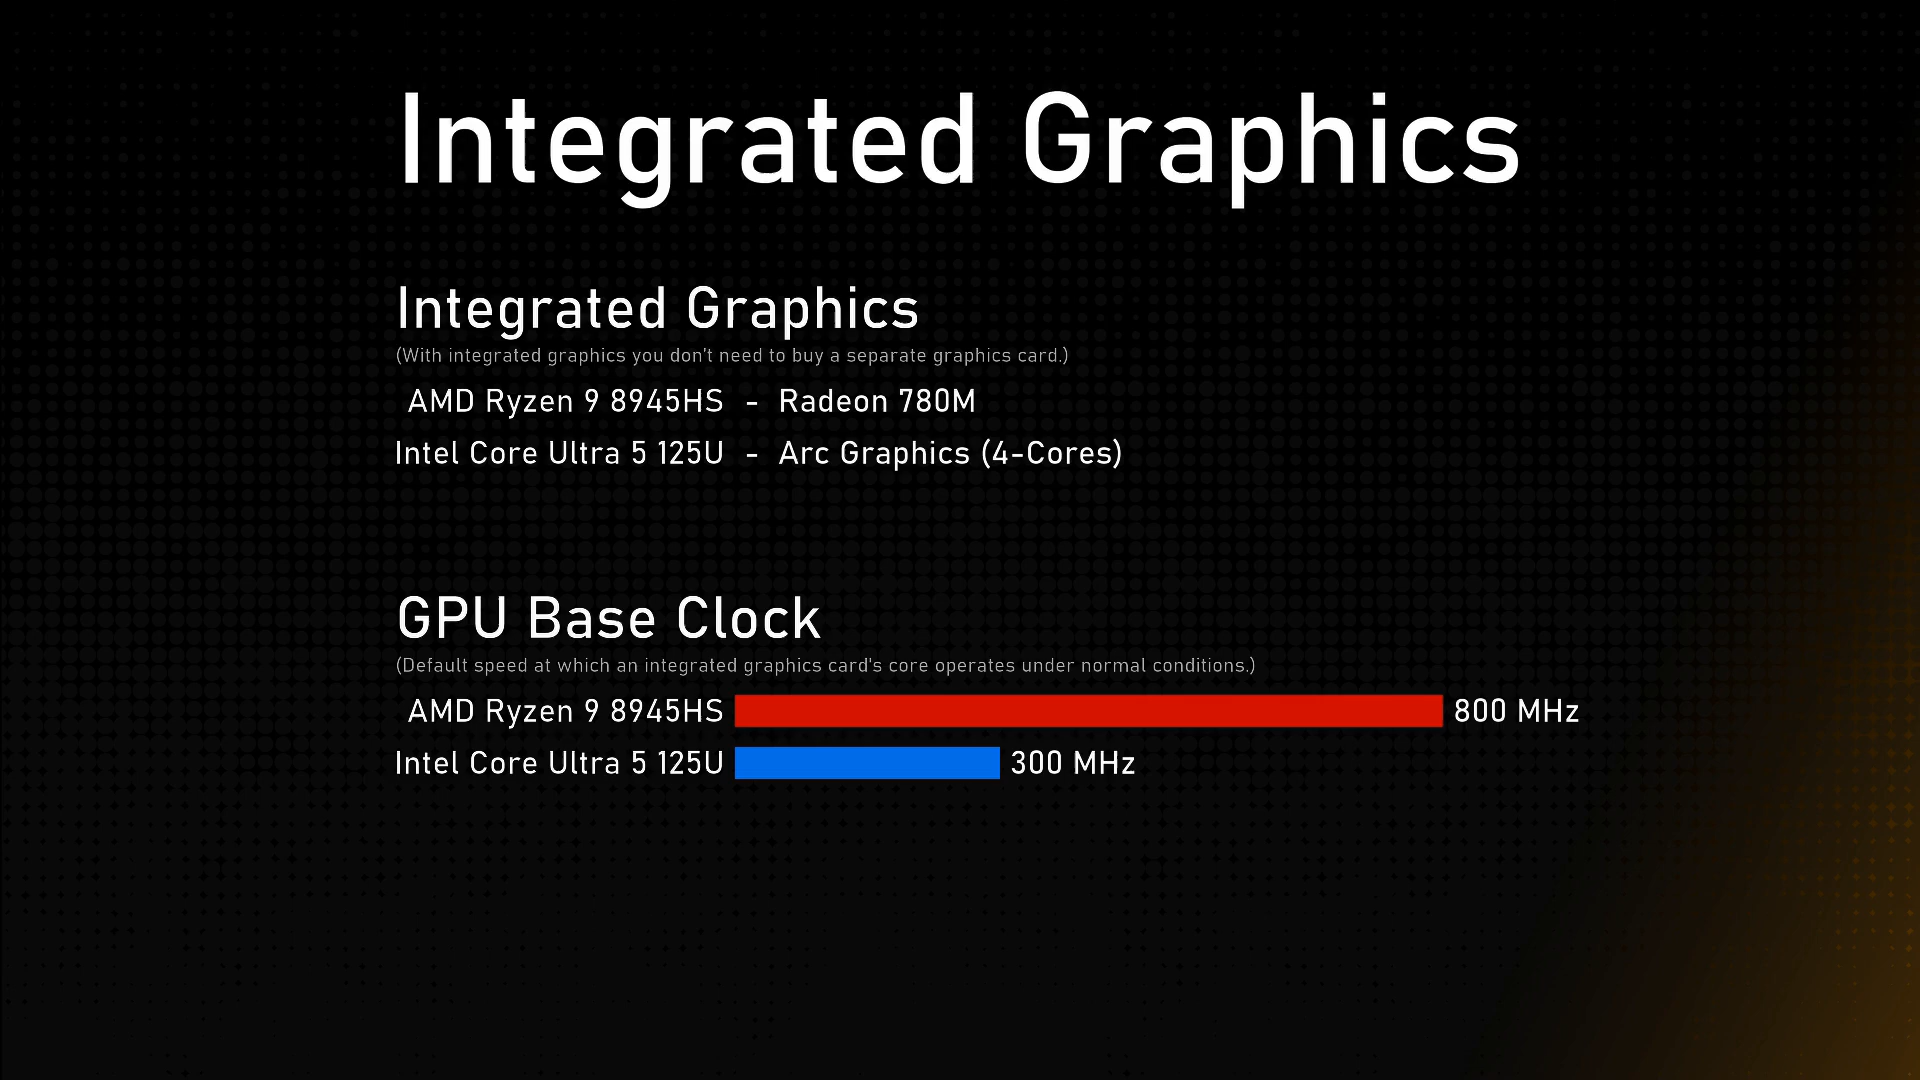 Integrated Graphics
Integrated Graphics
(With integrated graphics you don't need to buy a separate graphics card.)
AMD Ryzen 9 8945HS - Radeon 780M
Intel Core Ultra 5 125U - Arc Graphics (4-Cores)
GPU Base Clock
(Default speed at which an integrated graphics card's core operates under normal conditions.)
AMD Ryzen 9 8945HS 800 MHz
Intel Core Ultra 5 125U 300 MHz